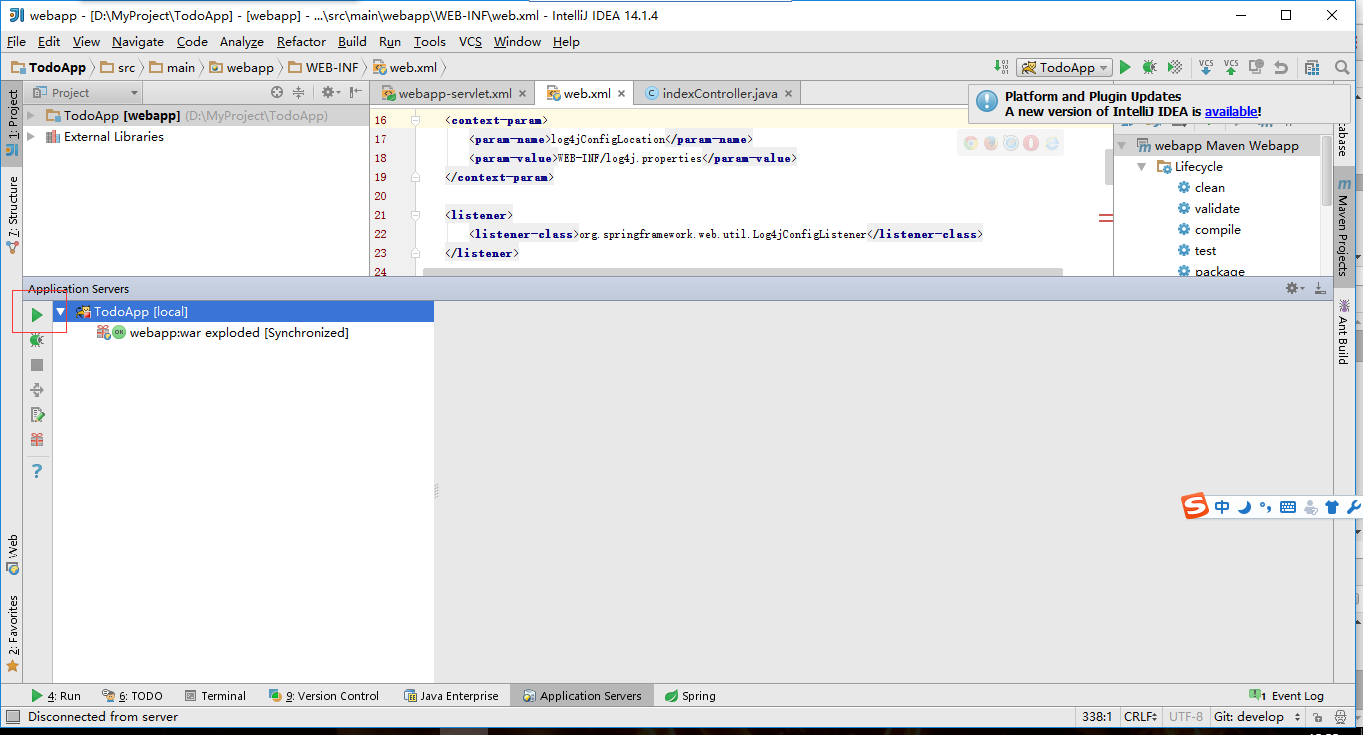 webapp - [D:\MyProject\TodoApp] - [webapp] - ...\src\main\webapp\WEB-INF\web.xml - IntelliJ IDEA 14.1.4
File Edit View Navigate Code Analyze Refactor Build Run Tools VCS Window Help
TodoApp src main webapp WEB-INF web.xml TodoApp VCS VCS
1: Project
7: Structure
Web
2: Favorites
Project
TodoApp [webapp] (D:\MyProject\TodoApp)
External Libraries
webapp-servlet.xml web.xml indexController.java
16 <context-param>
17 <param-name>log4jConfigLocation</param-name>
18 <param-value>WEB-INF/log4j.properties</param-value>
19 </context-param>
20
21 <listener>
22 <listener-class>org.springframework.web.util.Log4jConfigListener</listener-class>
23 </listener>
24
Platform and Plugin Updates
A new version of IntelliJ IDEA is available!
webapp Maven Webapp
Lifecycle
clean
validate
compile
test
package
Maven Projects
Ant Build
Application Servers
TodoApp [local]
OK webapp:war exploded [Synchronized]
中
4: Run 6: TODO Terminal 9: Version Control Java Enterprise Application Servers Spring 1 Event Log
Disconnected from server 338:1 CRLF UTF-8 Git: develop